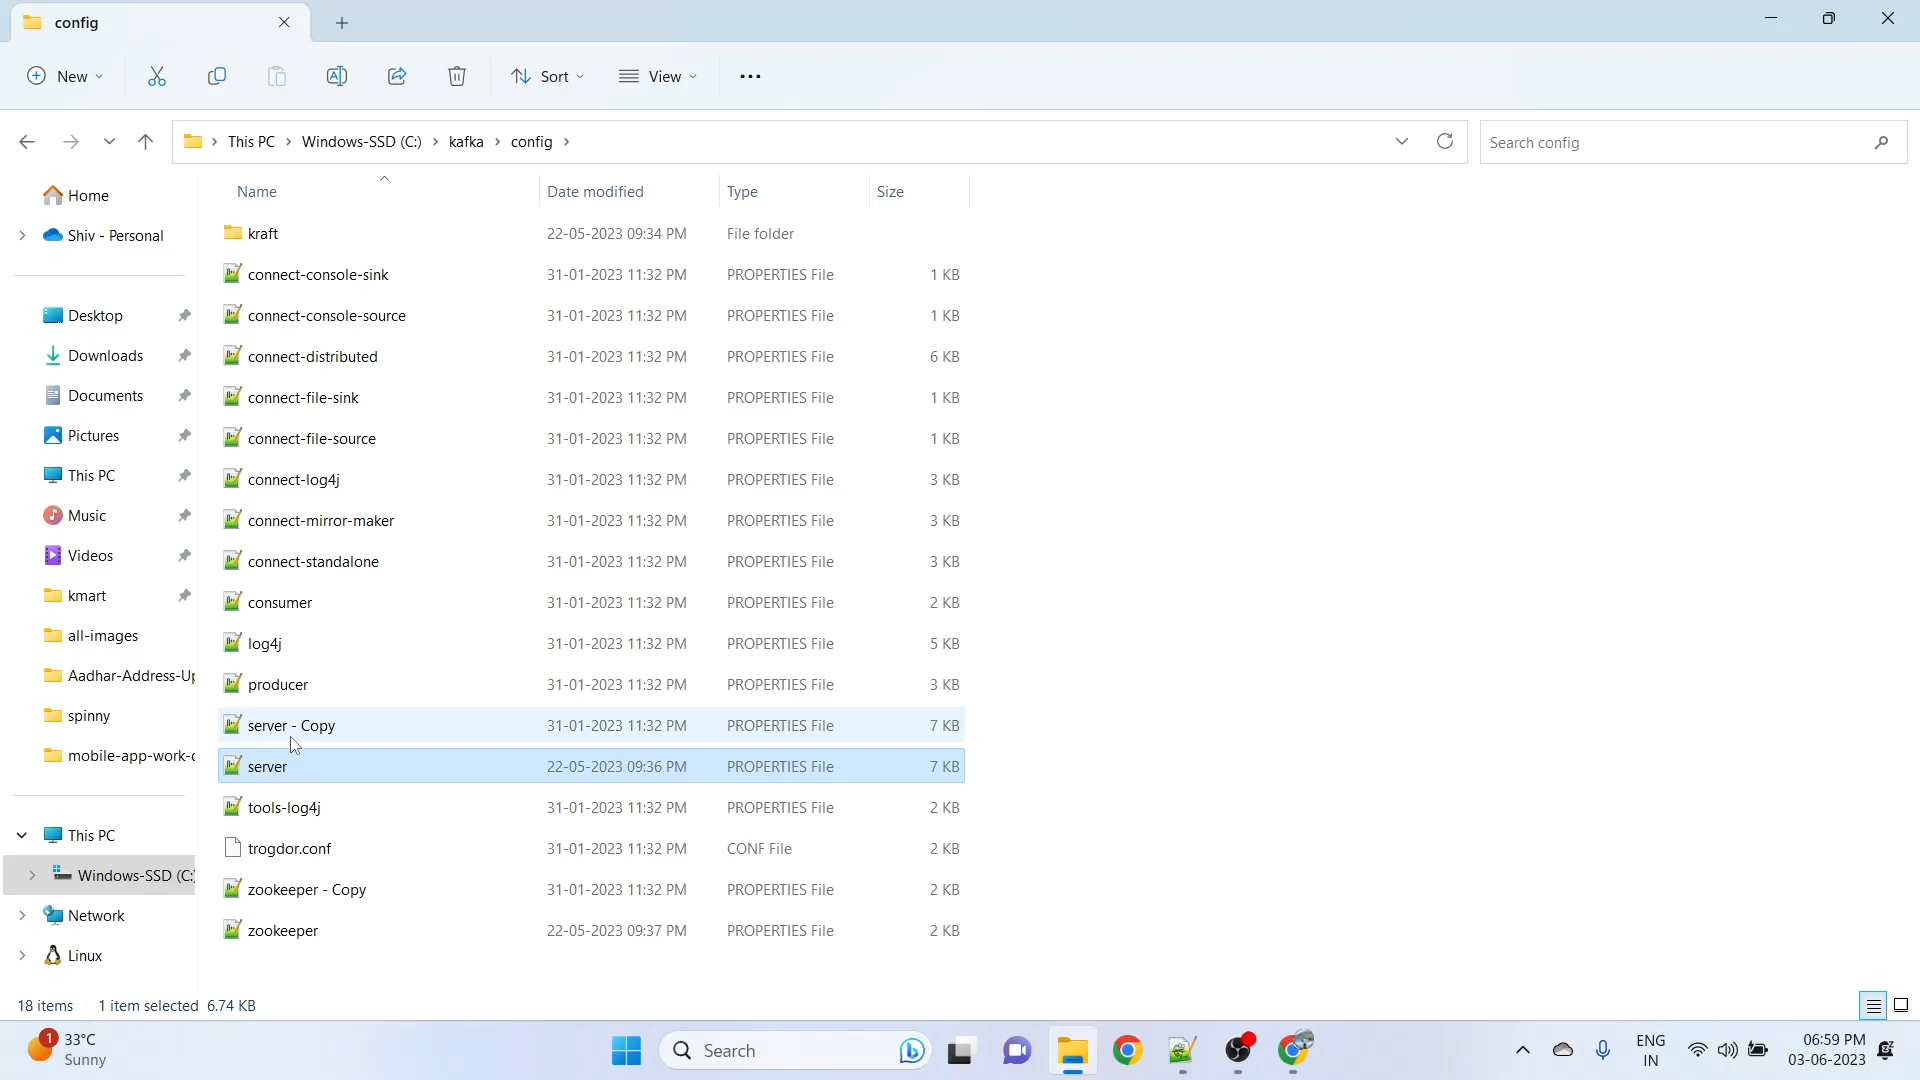 config
New
Sort
View
This PC
Windows-SSD (C:)
kafka
config
Search config
Home
Shiv - Personal
Desktop
Downloads
Documents
Pictures
This PC
Music
Videos
kmart
all-images
Aadhar-Address-Up
spinny
mobile-app-work-c
This PC
Windows-SSD (C:)
Network
Linux
Name Date modified Type Size
kraft 22-05-2023 09:34 PM File folder
connect-console-sink 31-01-2023 11:32 PM PROPERTIES File 1 KB
connect-console-source 31-01-2023 11:32 PM PROPERTIES File 1 KB
connect-distributed 31-01-2023 11:32 PM PROPERTIES File 6 KB
connect-file-sink 31-01-2023 11:32 PM PROPERTIES File 1 KB
connect-file-source 31-01-2023 11:32 PM PROPERTIES File 1 KB
connect-log4j 31-01-2023 11:32 PM PROPERTIES File 3 KB
connect-mirror-maker 31-01-2023 11:32 PM PROPERTIES File 3 KB
connect-standalone 31-01-2023 11:32 PM PROPERTIES File 3 KB
consumer 31-01-2023 11:32 PM PROPERTIES File 2 KB
log4j 31-01-2023 11:32 PM PROPERTIES File 5 KB
producer 31-01-2023 11:32 PM PROPERTIES File 3 KB
server - Copy 31-01-2023 11:32 PM PROPERTIES File 7 KB
server 22-05-2023 09:36 PM PROPERTIES File 7 KB
tools-log4j 31-01-2023 11:32 PM PROPERTIES File 2 KB
trogdor.conf 31-01-2023 11:32 PM CONF File 2 KB
zookeeper - Copy 31-01-2023 11:32 PM PROPERTIES File 2 KB
zookeeper 22-05-2023 09:37 PM PROPERTIES File 2 KB
18 items 1 item selected 6.74 KB
1
33°C
Sunny
Search
ENG
IN
06:59 PM
03-06-2023